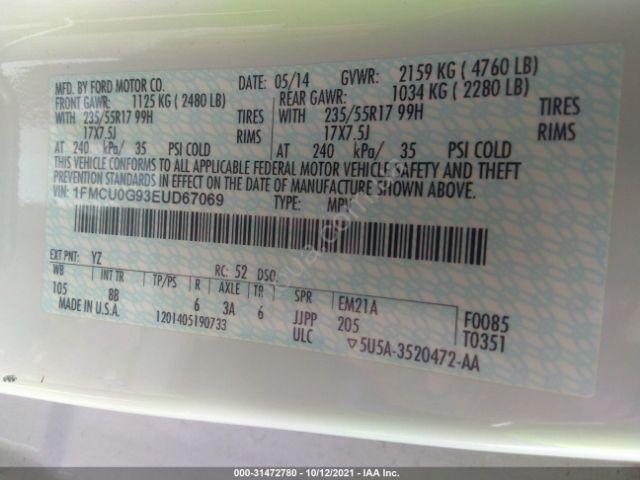 MFD. BY FORD MOTOR CO. DATE: 05/14 GVWR: 2159 KG ( 4760 LB)
FRONT GAWR: 1125 KG ( 2480 LB) REAR GAWR: 1034 KG ( 2280 LB)
WITH 235/55R17 99H TIRES WITH 235/55R17 99H TIRES
17X7.5J RIMS 17X7.5J RIMS
AT 240 kPa/ 35 PSI COLD AT 240 kPa/ 35 PSI COLD
THIS VEHICLE CONFORMS TO ALL APPLICABLE FEDERAL MOTOR VEHICLE SAFETY AND THEFT
PREVENTION STANDARDS IN EFFECT ON THE DATE OF MANUFACTURE SHOWN ABOVE.
VIN: 1FMCU0G93EUD67069 TYPE: MPV
EXT PNT: YZ RC: 52 DSO:
WB INT TR TP/PS R AXLE TR SPR EM21A F0085
105 8B 6 3A 6 JJPP 205 T0351
MADE IN U.S.A. 1201405190733 ULC ▽5U5A-3520472-AA
000-31472780 - 10/12/2021 - IAA Inc.